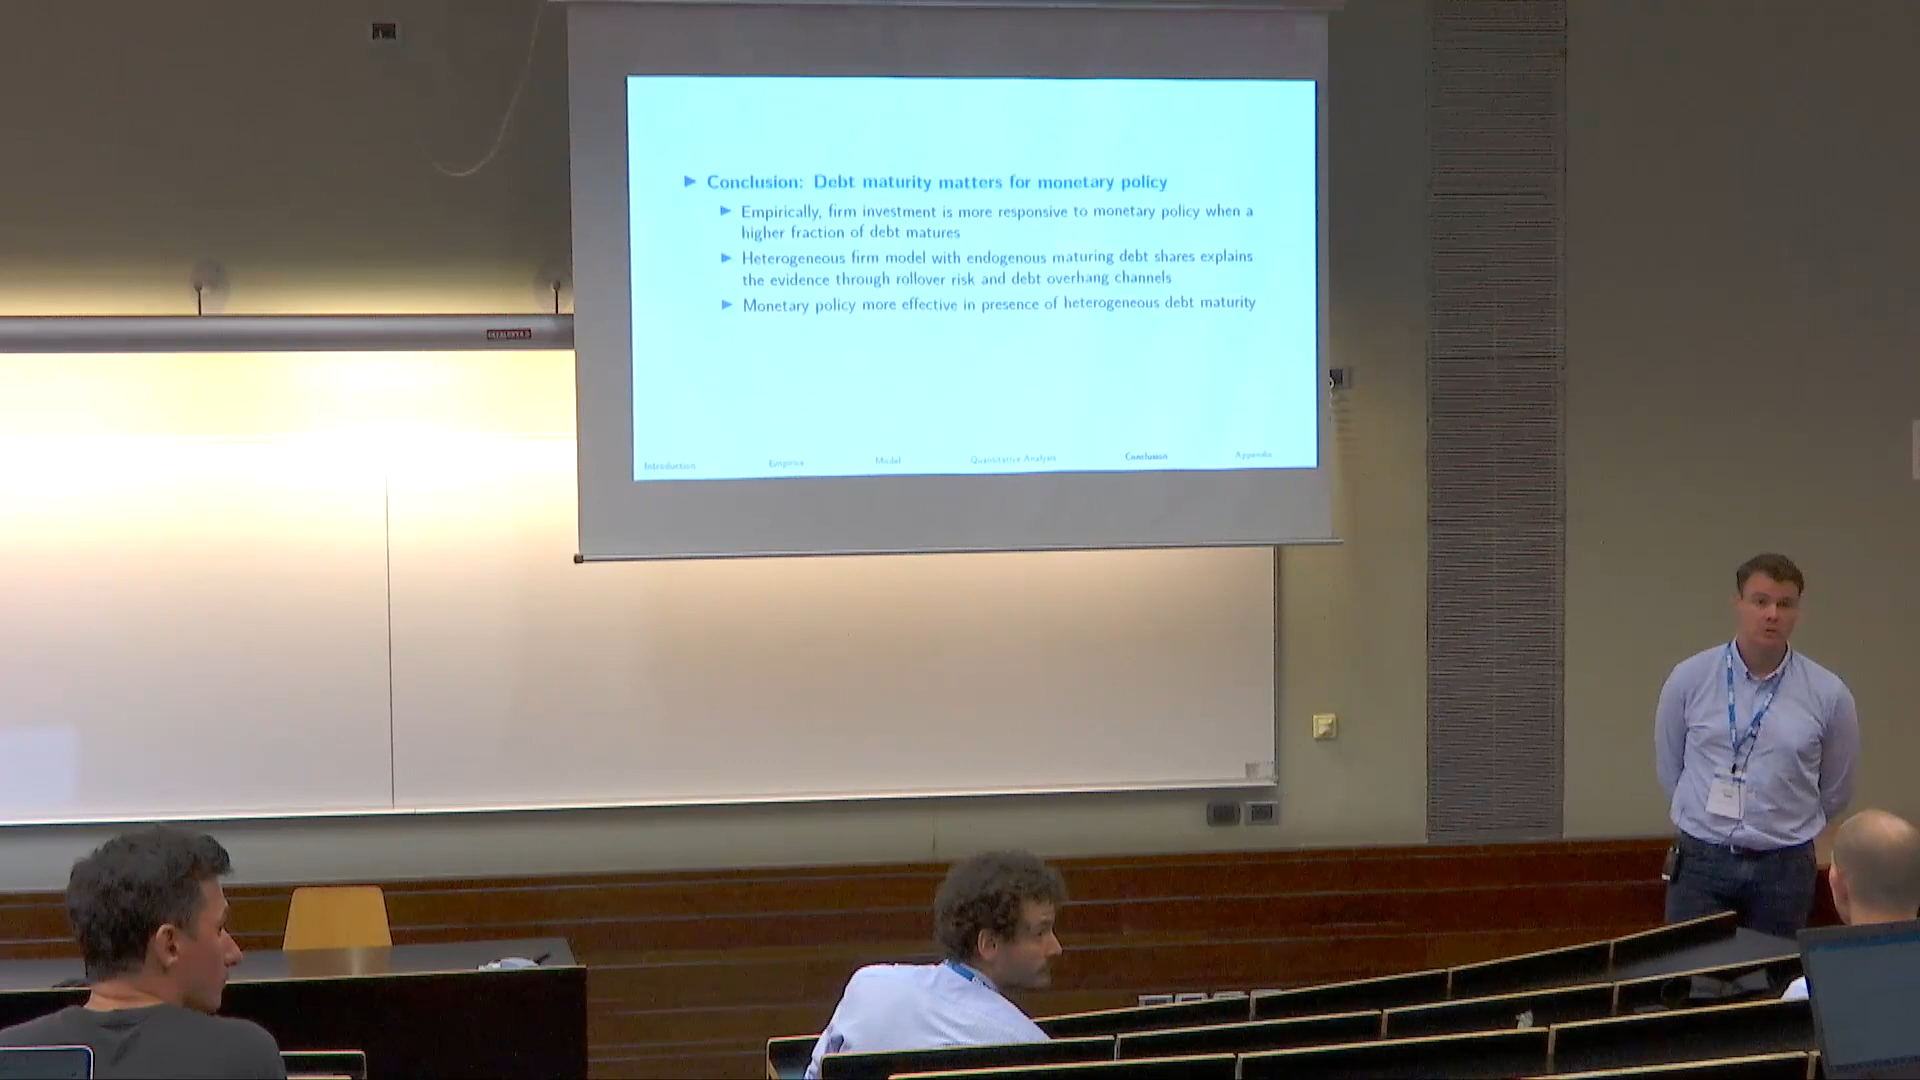 Conclusion: Debt maturity matters for monetary policy
Empirically, firm investment is more responsive to monetary policy when a
higher fraction of debt matures
Heterogeneous firm model with endogenous maturing debt shares explains
the evidence through rollover risk and debt overhang channels
Monetary policy more effective in presence of heterogeneous debt maturity
Introduction Empirics Model Quantitative Analysis Conclusion Appendix